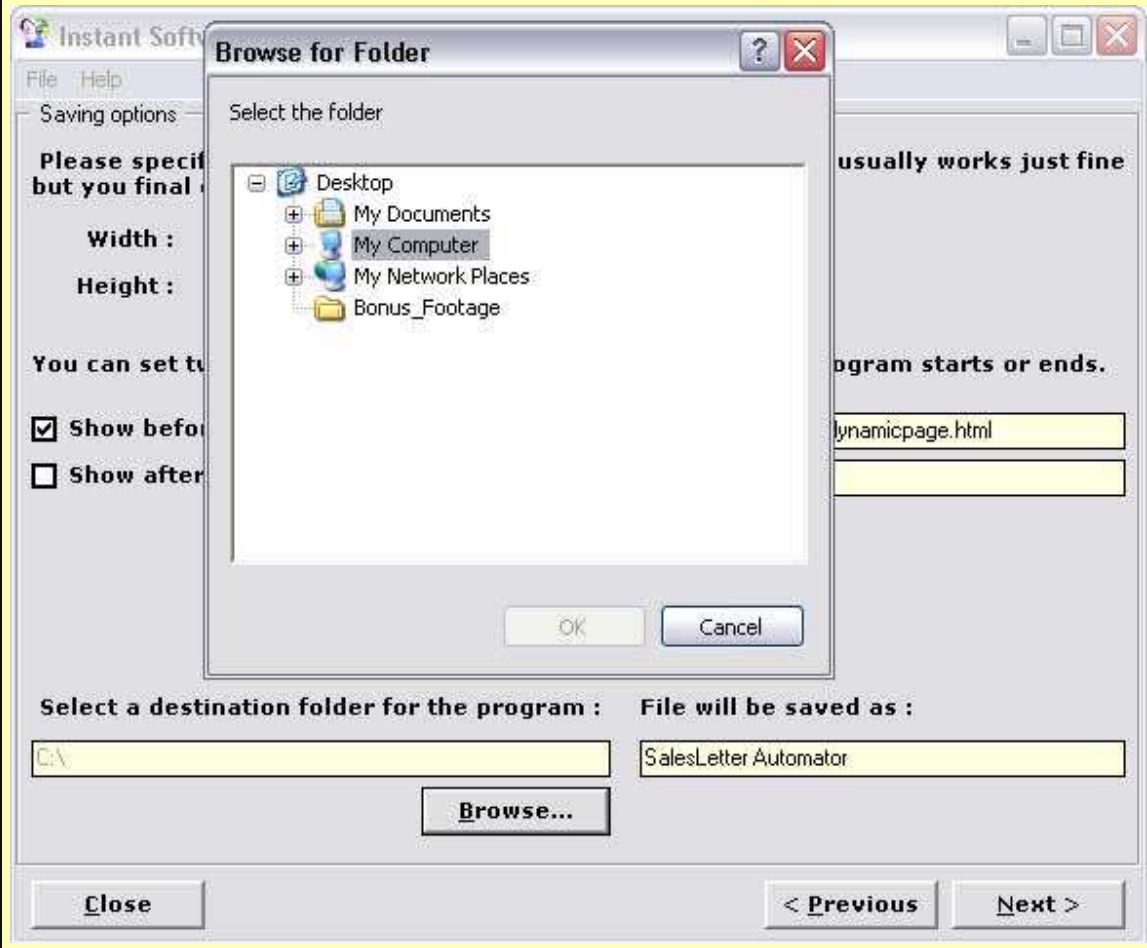 Instant Softw
Browse for Folder
File Help
Saving options
Select the folder
Please specif
usually works just fine
but you final
Desktop
My Documents
My Computer
My Network Places
Bonus_Footage
Width :
Height :
You can set tw
ogram starts or ends.
Show befor
dynamicpage.html
Show after
OK
Cancel
Select a destination folder for the program :
File will be saved as :
C:\
SalesLetter Automator
Browse...
Close
< Previous
Next >